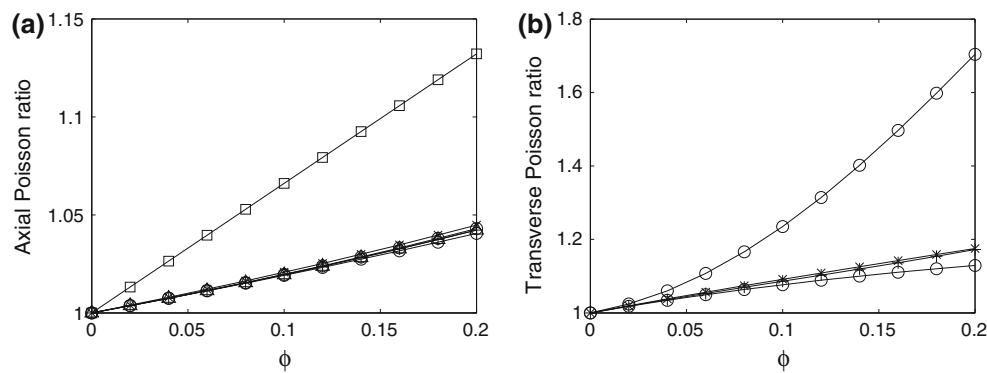 (a)
Axial Poisson ratio
1.15
1.1
1.05
1
0 0.05 0.1 0.15 0.2
ϕ
(b)
Transverse Poisson ratio
1.8
1.6
1.4
1.2
1
0 0.05 0.1 0.15 0.2
ϕ